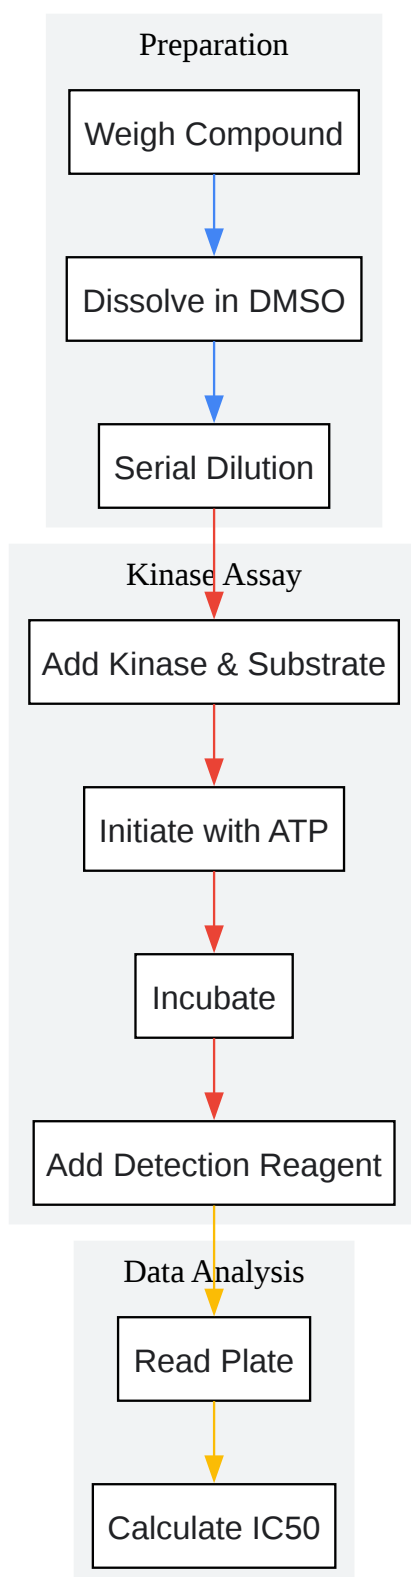 Preparation
Weigh Compound
Dissolve in DMSO
Serial Dilution
Kinase Assay
Add Kinase & Substrate
Initiate with ATP
Incubate
Add Detection Reagent
Data Analysis
Read Plate
Calculate IC50